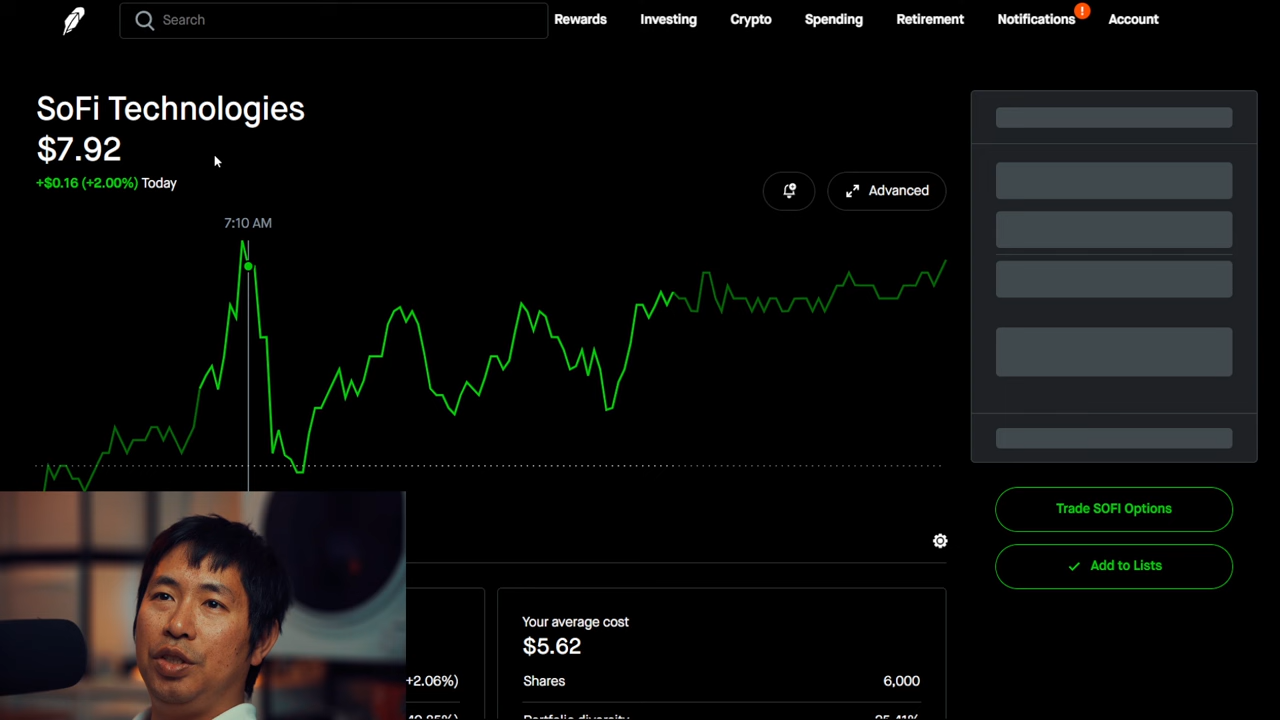 Search
Rewards
Investing
Crypto
Spending
Retirement
Notifications
!
Account
SoFi Technologies
$7.92
+$0.16 (+2.00%) Today
Advanced
7:10 AM
Trade SOFI Options
Add to Lists
Your average cost
$5.62
+2.06%)
Shares 6,000